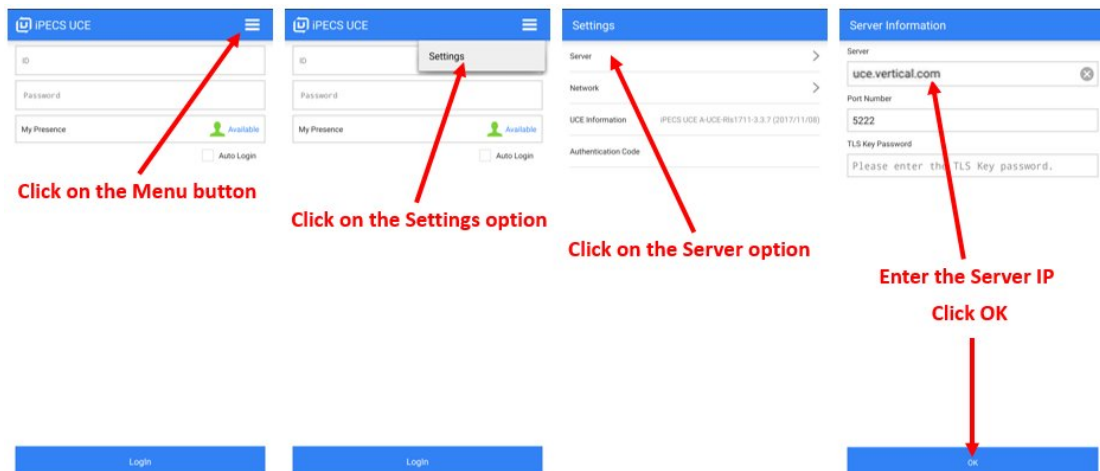 iPECS UCE
ID
Password
My Presence
Available
Auto Login
Click on the Menu button
LogIn
iPECS UCE
Settings
ID
Password
My Presence
Available
Auto Login
Click on the Settings option
LogIn
Settings
Server
Network
UCE Information
iPECS UCE A-UCE-Rls1711-3.3.7 (2017/11/08)
Authentication Code
Click on the Server option
Server Information
Server
uce.vertical.com
Port Number
5222
TLS Key Password
Please enter the TLS Key password.
Enter the Server IP
Click OK
OK